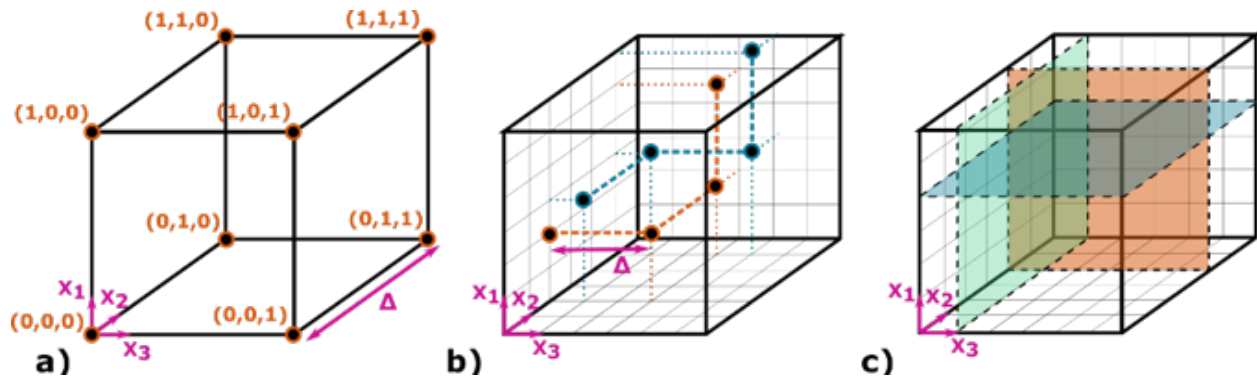 (1,1,0)
(1,1,1)
(1,0,0)
(1,0,1)
(0,1,0)
(0,1,1)
(0,0,0)
(0,0,1)
x1
x2
x3
Δ
a)
x1
x2
x3
Δ
b)
x1
x2
x3
c)